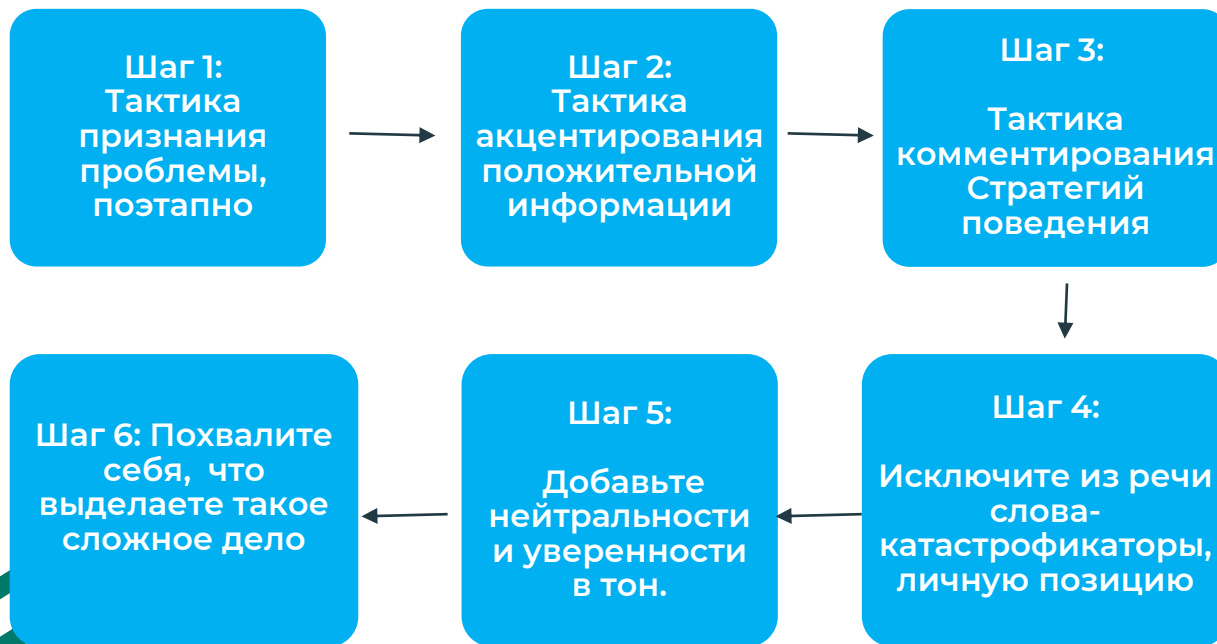 Шаг 1:
Тактика
признания
проблемы,
поэтапно
Шаг 2:
Тактика
акцентирования
положительной
информации
Шаг 3:
Тактика
комментирования
Стратегий
поведения
Шаг 4:
Исключите из речи
слова-
катастрофикаторы,
личную позицию
Шаг 5:
Добавьте
нейтральности
и уверенности
в тон.
Шаг 6: Похвалите
себя, что
выделаете такое
сложное дело